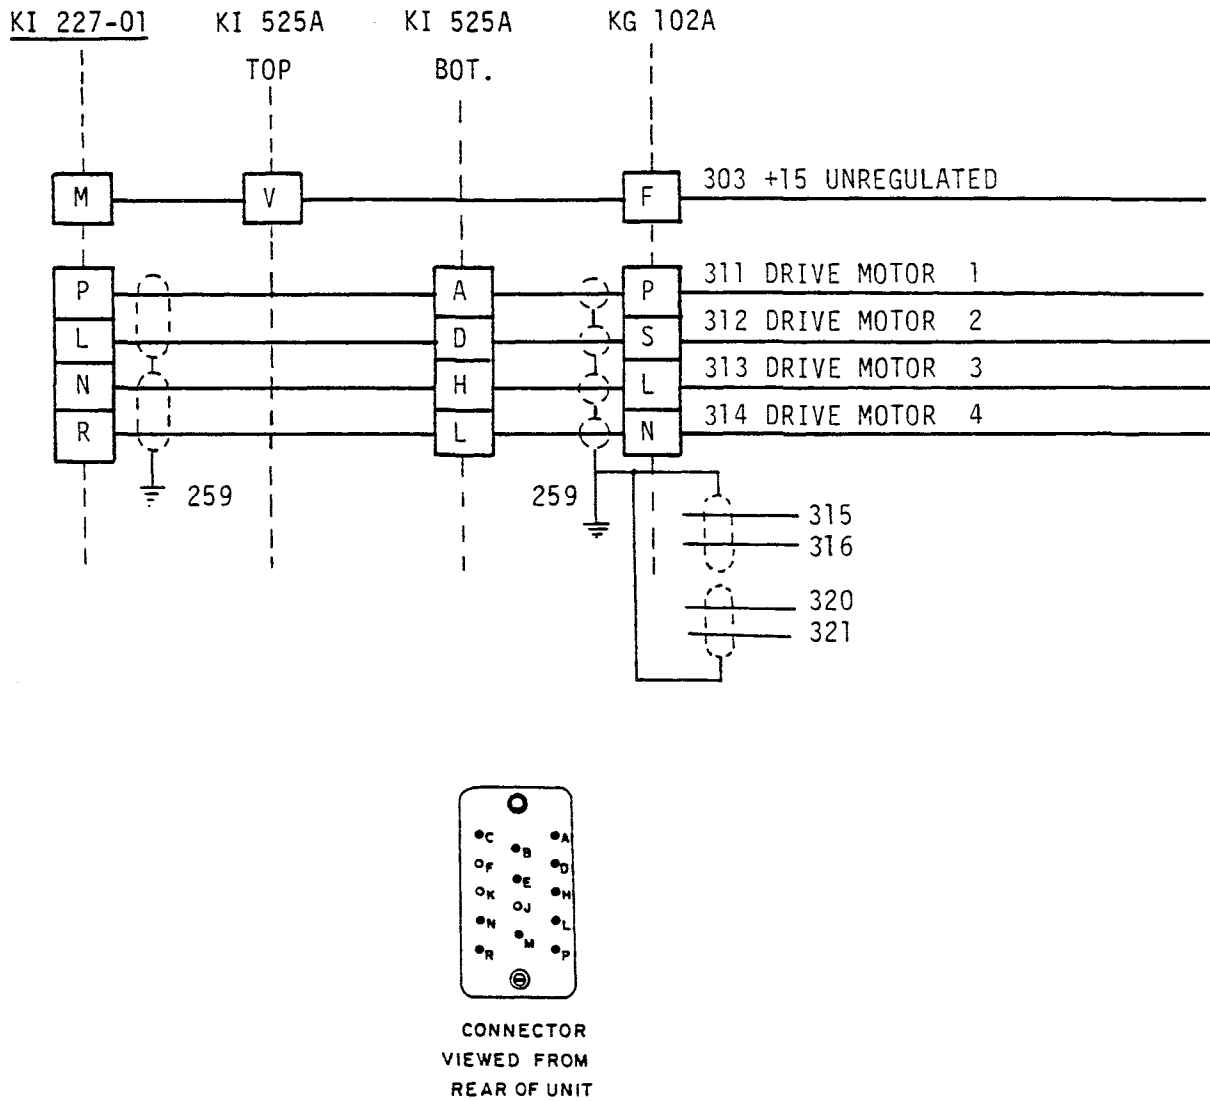 KI 227-01 KI 525A KI 525A KG 102A
TOP BOT.
M V F 303 +15 UNREGULATED
P A P 311 DRIVE MOTOR 1
L D S 312 DRIVE MOTOR 2
N H L 313 DRIVE MOTOR 3
R L N 314 DRIVE MOTOR 4
259 259
315
316
320
321
C A
B
F D
E
K H
J
N L
M
R P
CONNECTOR
VIEWED FROM
REAR OF UNIT